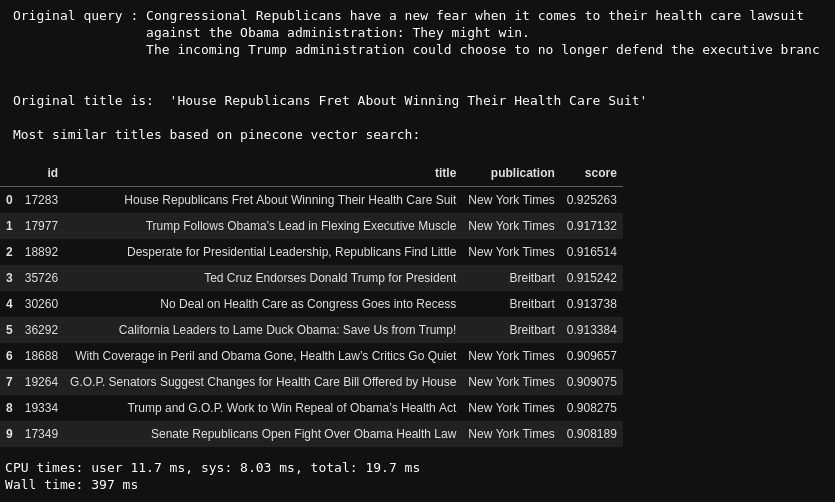 Original query : Congressional Republicans have a new fear when it comes to their health care lawsuit
against the Obama administration: They might win.
The incoming Trump administration could choose to no longer defend the executive branc
Original title is: 'House Republicans Fret About Winning Their Health Care Suit'
Most similar titles based on pinecone vector search:
id title publication score
0 17283 House Republicans Fret About Winning Their Health Care Suit New York Times 0.925263
1 17977 Trump Follows Obama's Lead in Flexing Executive Muscle New York Times 0.917132
2 18892 Desperate for Presidential Leadership, Republicans Find Little New York Times 0.916514
3 35726 Ted Cruz Endorses Donald Trump for President Breitbart 0.915242
4 30260 No Deal on Health Care as Congress Goes into Recess Breitbart 0.913738
5 36292 California Leaders to Lame Duck Obama: Save Us from Trump! Breitbart 0.913384
6 18688 With Coverage in Peril and Obama Gone, Health Law's Critics Go Quiet New York Times 0.909657
7 19264 G.O.P. Senators Suggest Changes for Health Care Bill Offered by House New York Times 0.909075
8 19334 Trump and G.O.P. Work to Win Repeal of Obama's Health Act New York Times 0.908275
9 17349 Senate Republicans Open Fight Over Obama Health Law New York Times 0.908189
CPU times: user 11.7 ms, sys: 8.03 ms, total: 19.7 ms
Wall time: 397 ms